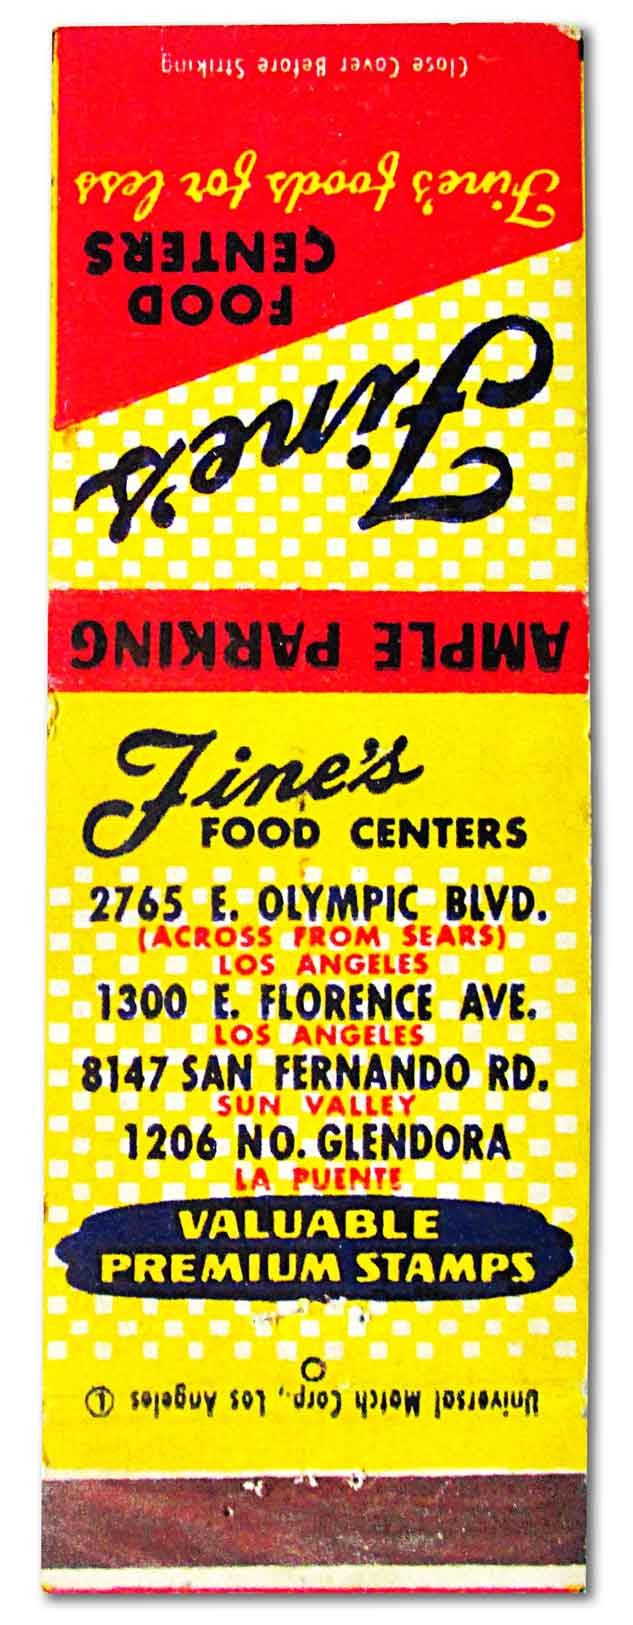 Close Cover Before Striking
Fine's foods for less
Fine's
FOOD
CENTERS
AMPLE PARKING
Fine's
FOOD CENTERS
2765 E. OLYMPIC BLVD.
(ACROSS FROM SEARS)
LOS ANGELES
1300 E. FLORENCE AVE.
LOS ANGELES
8147 SAN FERNANDO RD.
SUN VALLEY
1206 NO. GLENDORA
LA PUENTE
VALUABLE
PREMIUM STAMPS
Universal Match Corp., Los Angeles 1